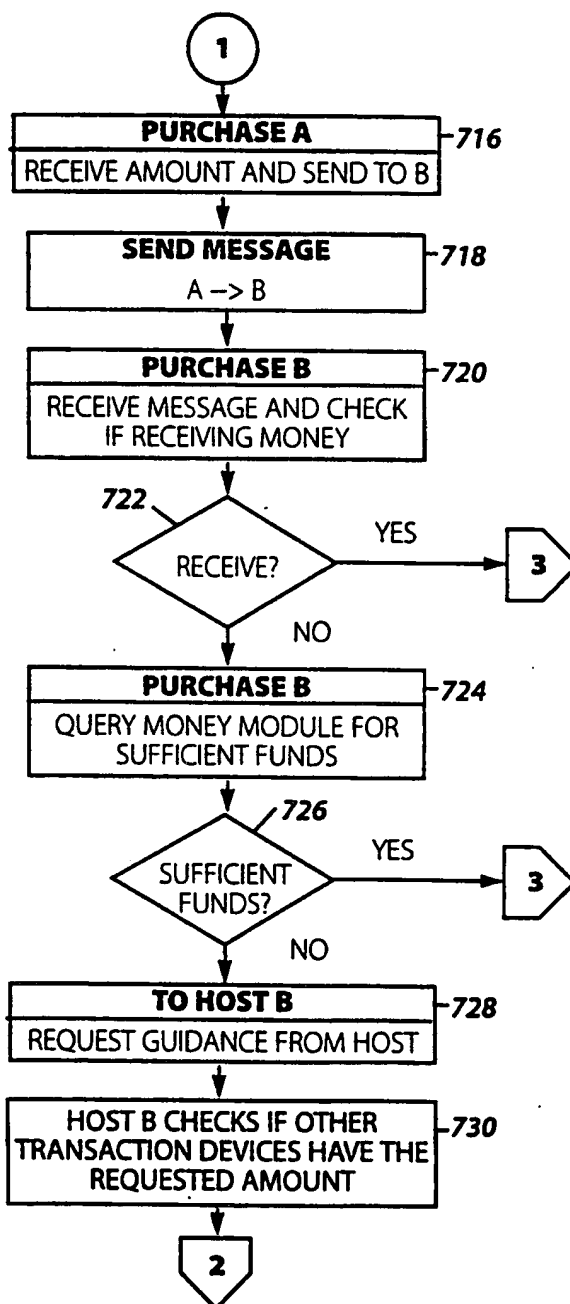 1
PURCHASE A
716
RECEIVE AMOUNT AND SEND TO B
SEND MESSAGE
718
A –> B
PURCHASE B
720
RECEIVE MESSAGE AND CHECK
IF RECEIVING MONEY
722
RECEIVE?
YES
3
NO
PURCHASE B
724
QUERY MONEY MODULE FOR
SUFFICIENT FUNDS
726
SUFFICIENT
FUNDS?
YES
3
NO
TO HOST B
728
REQUEST GUIDANCE FROM HOST
HOST B CHECKS IF OTHER
730
TRANSACTION DEVICES HAVE THE
REQUESTED AMOUNT
2